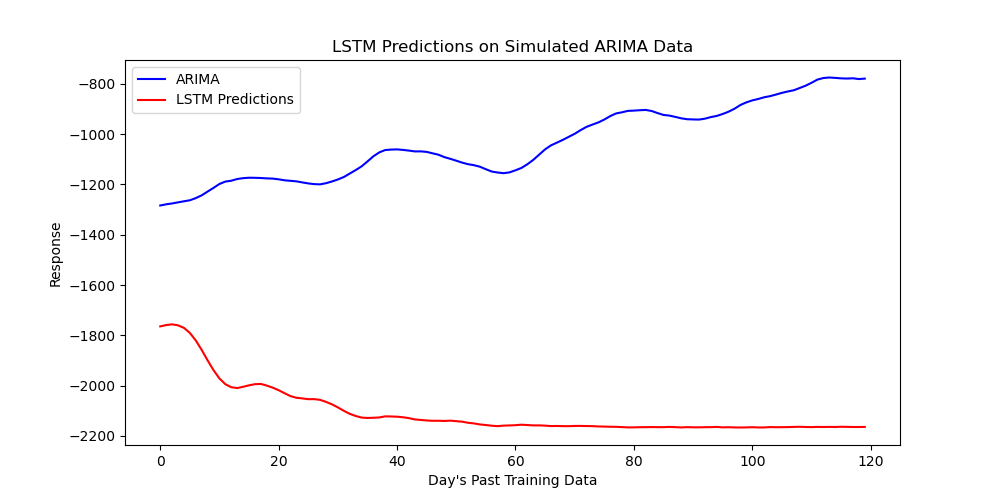 LSTM Predictions on Simulated ARIMA Data
ARIMA
LSTM Predictions
Response
−800
−1000
−1200
−1400
−1600
−1800
−2000
−2200
0 20 40 60 80 100 120
Day's Past Training Data